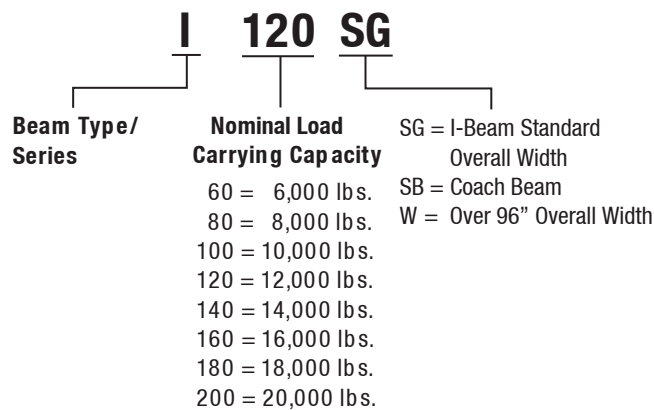 I 120 SG
Beam Type/
Series
Nominal Load
Carrying Capacity
60 = 6,000 lbs.
80 = 8,000 lbs.
100 = 10,000 lbs.
120 = 12,000 lbs.
140 = 14,000 lbs.
160 = 16,000 lbs.
180 = 18,000 lbs.
200 = 20,000 lbs.
SG = I-Beam Standard
Overall Width
SB = Coach Beam
W = Over 96” Overall Width